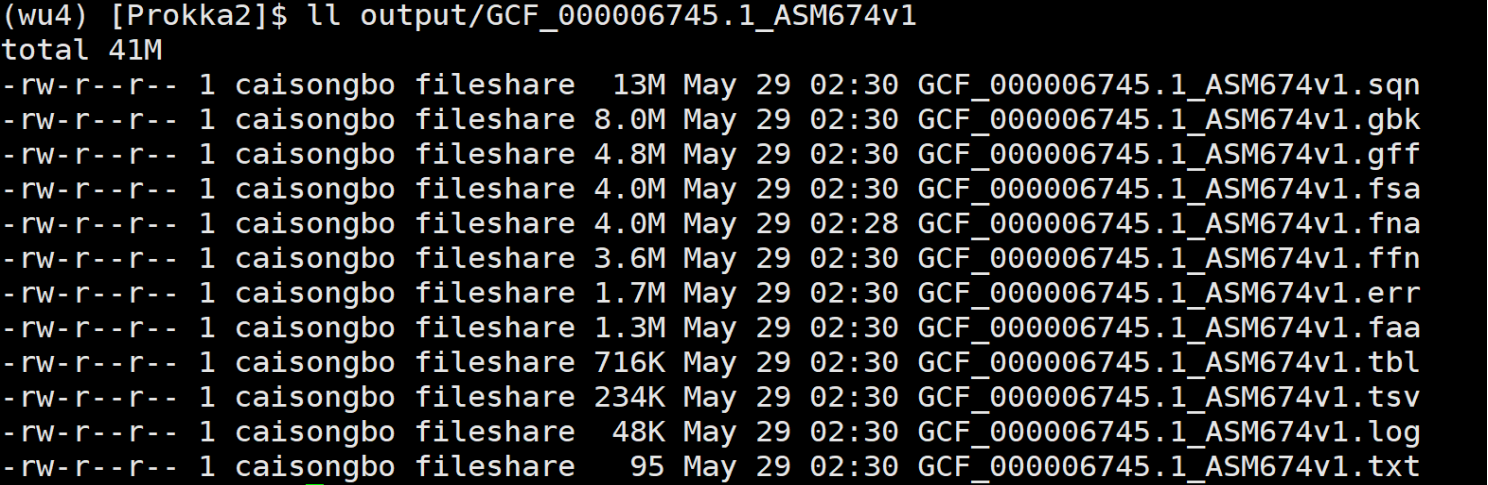 (wu4) [Prokka2]$ ll output/GCF_000006745.1_ASM674v1
total 41M
-rw-r--r-- 1 caisongbo fileshare  13M May 29 02:30 GCF_000006745.1_ASM674v1.sqn
-rw-r--r-- 1 caisongbo fileshare 8.0M May 29 02:30 GCF_000006745.1_ASM674v1.gbk
-rw-r--r-- 1 caisongbo fileshare 4.8M May 29 02:30 GCF_000006745.1_ASM674v1.gff
-rw-r--r-- 1 caisongbo fileshare 4.0M May 29 02:30 GCF_000006745.1_ASM674v1.fsa
-rw-r--r-- 1 caisongbo fileshare 4.0M May 29 02:28 GCF_000006745.1_ASM674v1.fna
-rw-r--r-- 1 caisongbo fileshare 3.6M May 29 02:30 GCF_000006745.1_ASM674v1.ffn
-rw-r--r-- 1 caisongbo fileshare 1.7M May 29 02:30 GCF_000006745.1_ASM674v1.err
-rw-r--r-- 1 caisongbo fileshare 1.3M May 29 02:30 GCF_000006745.1_ASM674v1.faa
-rw-r--r-- 1 caisongbo fileshare 716K May 29 02:30 GCF_000006745.1_ASM674v1.tbl
-rw-r--r-- 1 caisongbo fileshare 234K May 29 02:30 GCF_000006745.1_ASM674v1.tsv
-rw-r--r-- 1 caisongbo fileshare  48K May 29 02:30 GCF_000006745.1_ASM674v1.log
-rw-r--r-- 1 caisongbo fileshare   95 May 29 02:30 GCF_000006745.1_ASM674v1.txt